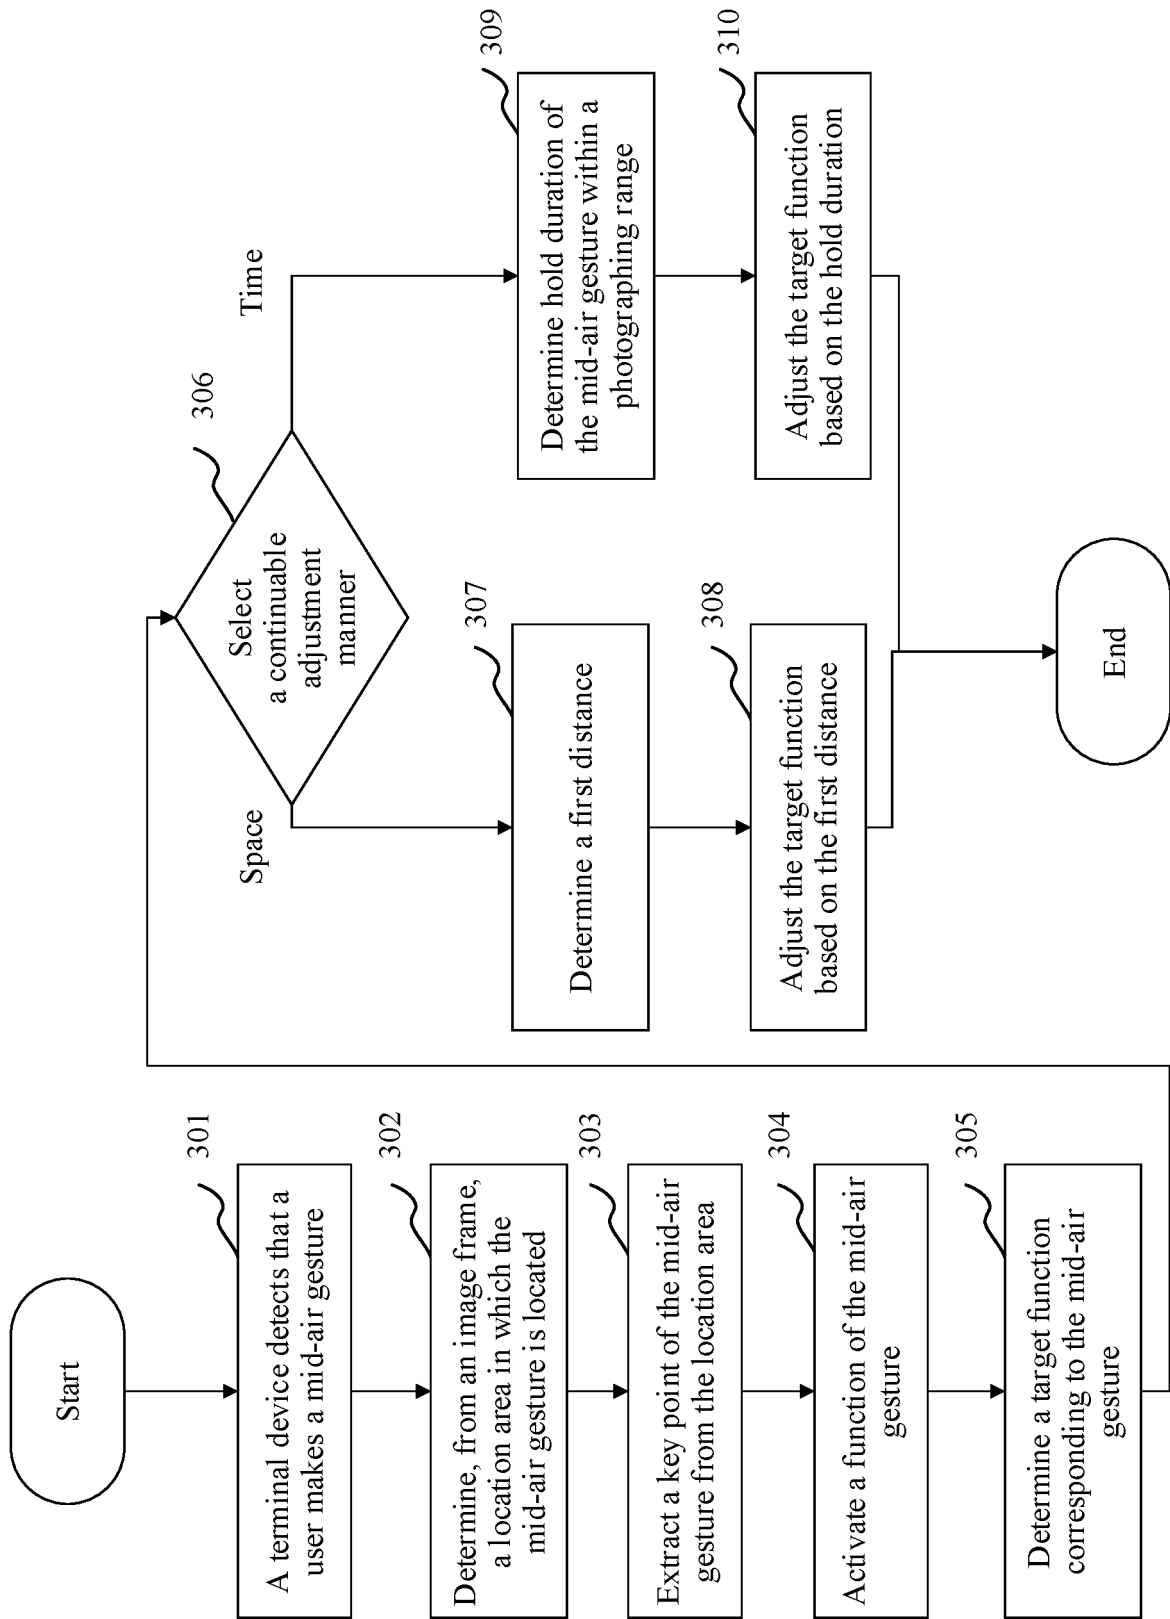 Start
301
A terminal device detects that a
user makes a mid-air gesture
302
Determine, from an image frame,
a location area in which the
mid-air gesture is located
303
Extract a key point of the mid-air
gesture from the location area
304
Activate a function of the mid-air
gesture
305
Determine a target function
corresponding to the mid-air
gesture
306
Select
a continuable
adjustment
manner
Space
Time
307
Determine a first distance
308
Adjust the target function
based on the first distance
309
Determine hold duration of
the mid-air gesture within a
photographing range
310
Adjust the target function
based on the hold duration
End